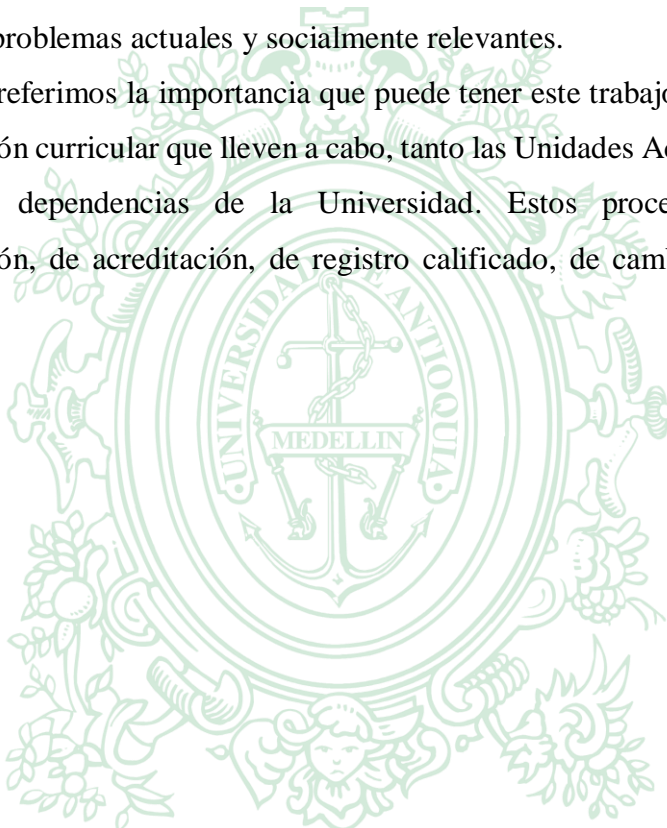 problemas actuales y socialmente relevantes.
referimos la importancia que puede tener este trabajo
ón curricular que lleven a cabo, tanto las Unidades Ac
dependencias de la Universidad. Estos proce
ón, de acreditación, de registro calificado, de camb
UNIVERSIDAD DE ANTIOQUIA
MEDELLIN